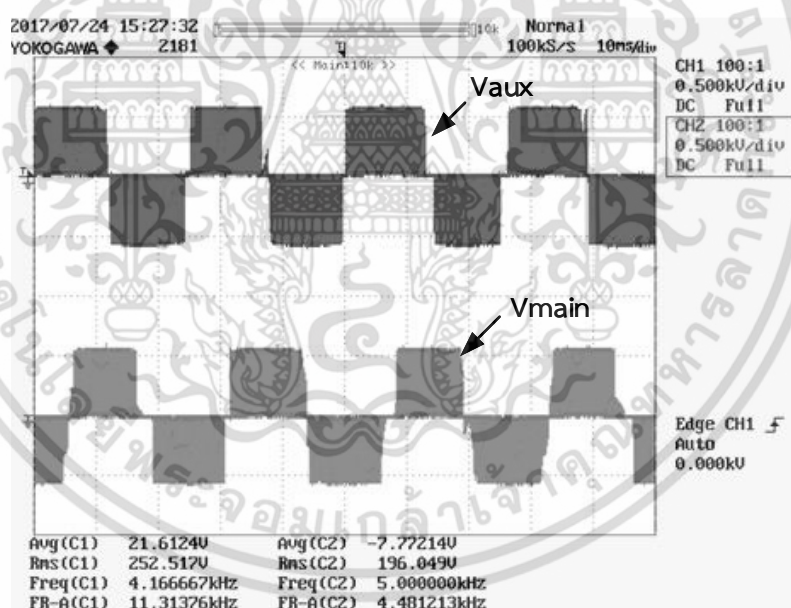 2017/07/24 15:27:32
10k
Normal
YOKOGAWA ◆ 2181
100kS/s 10ms/div
<< Main:10k >>
CH1 100:1
0.500kV/div
DC Full
CH2 100:1
0.500kV/div
DC Full
Vaux
Vmain
Edge CH1
Auto
0.000kV
Avg(C1) 21.6124V Avg(C2) -7.77214V
Rms(C1) 252.517V Rms(C2) 196.049V
Freq(C1) 4.166667kHz Freq(C2) 5.000000kHz
FR-A(C1) 11.31376kHz FR-A(C2) 4.481213kHz